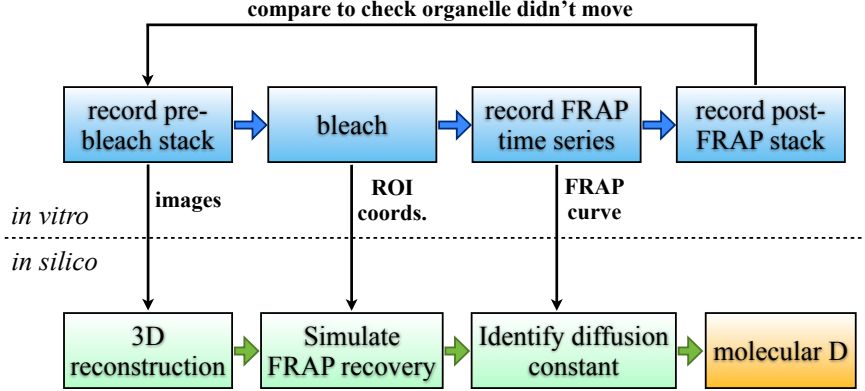 compare to check organelle didn’t move
record pre-
bleach stack
bleach
record FRAP
time series
record post-
FRAP stack
images
ROI
coords.
FRAP
curve
in vitro
in silico
3D
reconstruction
Simulate
FRAP recovery
Identify diffusion
constant
molecular D